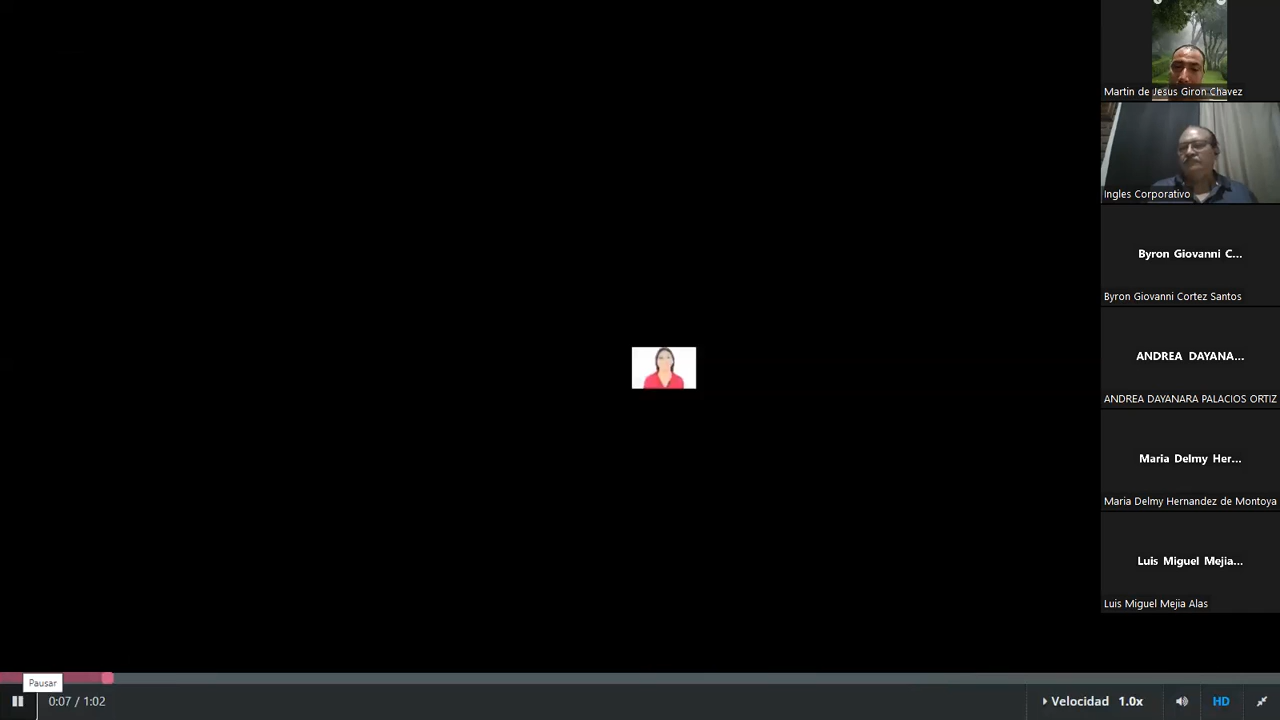 Martin de Jesus Giron Chavez
Ingles Corporativo
Byron Giovanni C...
Byron Giovanni Cortez Santos
ANDREA DAYANA...
ANDREA DAYANARA PALACIOS ORTIZ
Maria Delmy Her...
Maria Delmy Hernandez de Montoya
Luis Miguel Mejia...
Luis Miguel Mejia Alas
Pausar
0:07 / 1:02
Velocidad 1.0x
HD